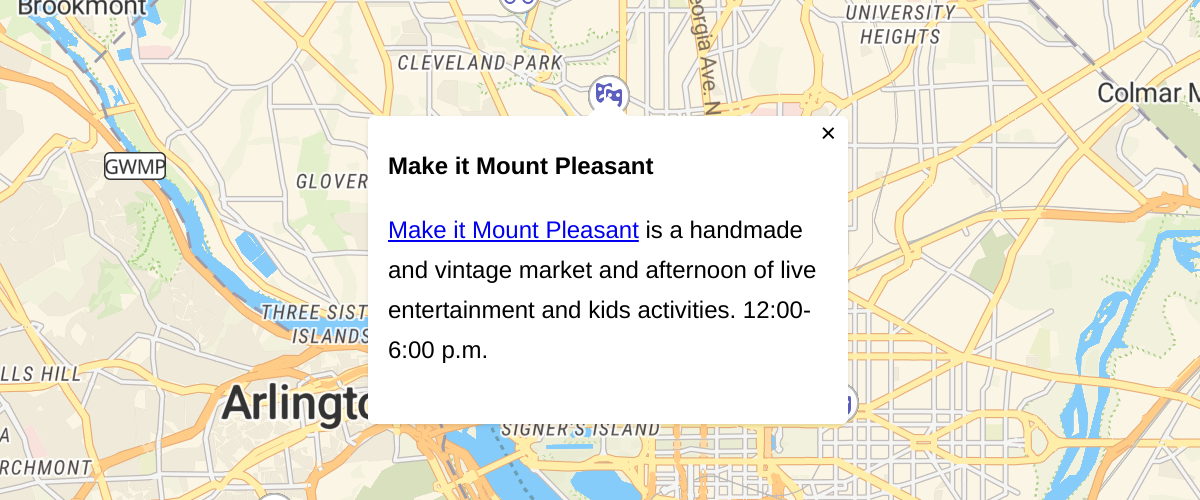 Brookmont
UNIVERSITY
HEIGHTS
CLEVELAND PARK
eorgia Ave. N
Colmar M
GWMP
GLOVER
×
Make it Mount Pleasant
Make it Mount Pleasant is a handmade
and vintage market and afternoon of live
entertainment and kids activities. 12:00-
6:00 p.m.
THREE SIST
ISLANDS
LLS HILL
Arlingto
SIGNER'S ISLAND
A
RCHMONT